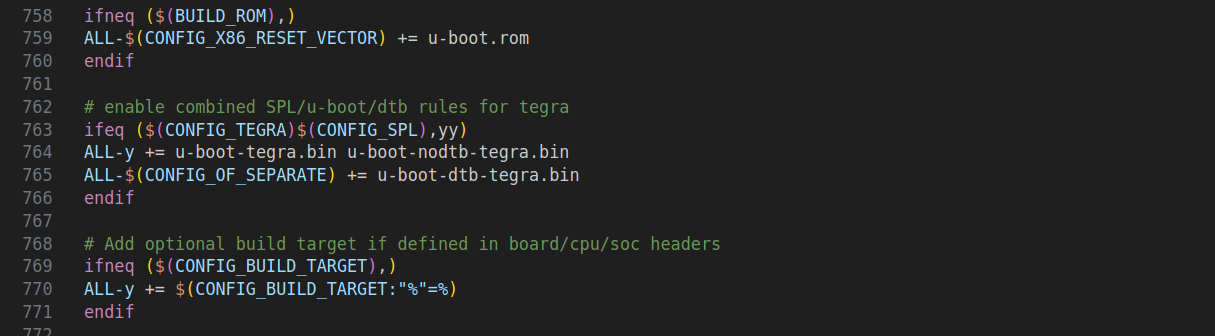 758 ifneq ($(BUILD_ROM),)
759 ALL-$(CONFIG_X86_RESET_VECTOR) += u-boot.rom
760 endif
761
762 # enable combined SPL/u-boot/dtb rules for tegra
763 ifeq ($(CONFIG_TEGRA)$(CONFIG_SPL),yy)
764 ALL-y += u-boot-tegra.bin u-boot-nodtb-tegra.bin
765 ALL-$(CONFIG_OF_SEPARATE) += u-boot-dtb-tegra.bin
766 endif
767
768 # Add optional build target if defined in board/cpu/soc headers
769 ifneq ($(CONFIG_BUILD_TARGET),)
770 ALL-y += $(CONFIG_BUILD_TARGET:"%"=%)
771 endif
772